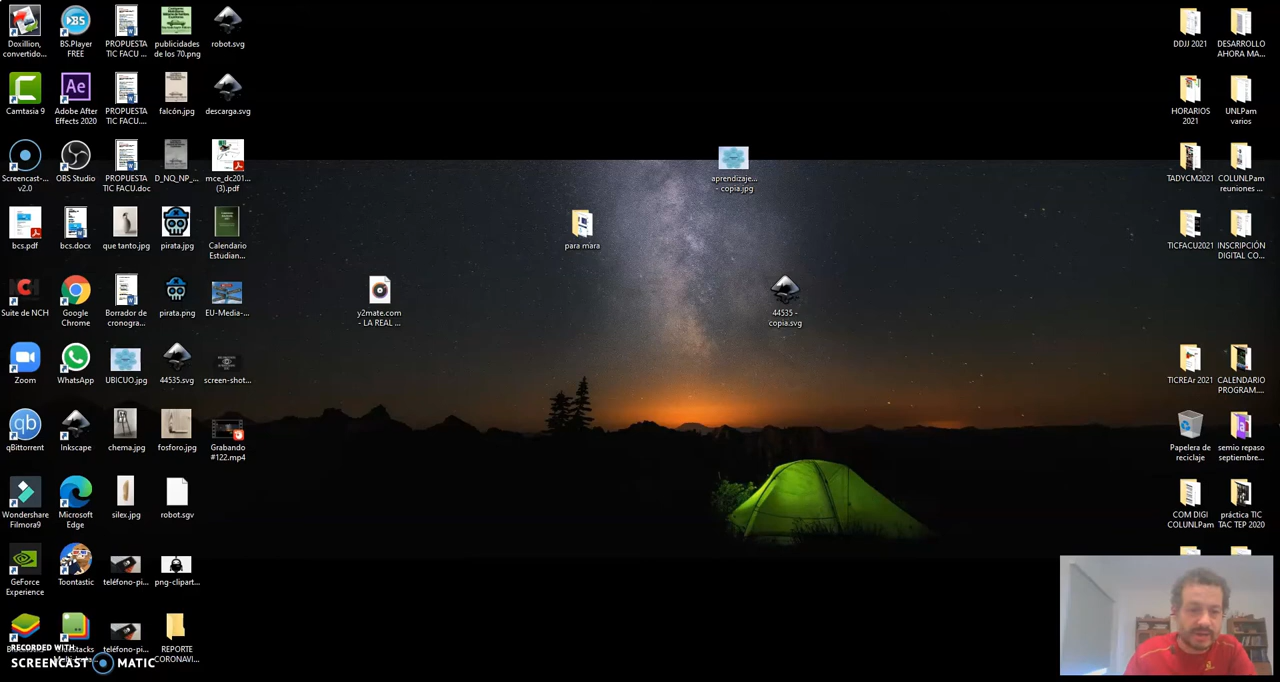 Doxillion,
convertido...
BS.Player
FREE
PROPUESTA
TIC FACU ...
publicidades
de los 70.png
robot.svg
DDJJ 2021
DESARROLLO
AHORA MA...
Camtasia 9
Adobe After
Effects 2020
PROPUESTA
TIC FACU....
falcón.jpg
descarga.svg
HORARIOS
2021
UNLPam
varios
Screencast-...
v2.0
OBS Studio
PROPUESTA
TIC FACU.doc
D_NQ_NP_...
mce_dc201...
(3).pdf
aprendizaje...
- copia.jpg
TADYCM2021
COLUNLPam
reuniones ...
bcs.pdf
bcs.docx
que tanto.jpg
pirata.jpg
Calendario
Estudian...
para mara
TICFACU2021
INSCRIPCIÓN
DIGITAL CO...
Suite de NCH
Google
Chrome
Borrador de
cronogra...
pirata.png
EU-Media-...
y2mate.com
- LA REAL ...
44535 -
copia.svg
Zoom
WhatsApp
UBICUO.jpg
44535.svg
screen-shot...
TICREAr 2021
CALENDARIO
PROGRAM....
qBittorrent
Inkscape
chema.jpg
fosforo.jpg
Grabando
#122.mp4
Papelera de
reciclaje
semio repaso
septiembre...
Wondershare
Filmora9
Microsoft
Edge
silex.jpg
robot.sgv
COM DIGI
COLUNLPam
práctica TIC
TAC TEP 2020
GeForce
Experience
Toontastic
teléfono-pi...
png-clipart...
teléfono-pi...
REPORTE
CORONAVI...
RECORDED WITH
SCREENCAST MATIC